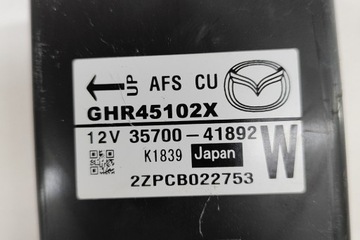 UP AFS CU
GHR45102X
12V 35700-41892
W
K1839 Japan
2ZPCB022753